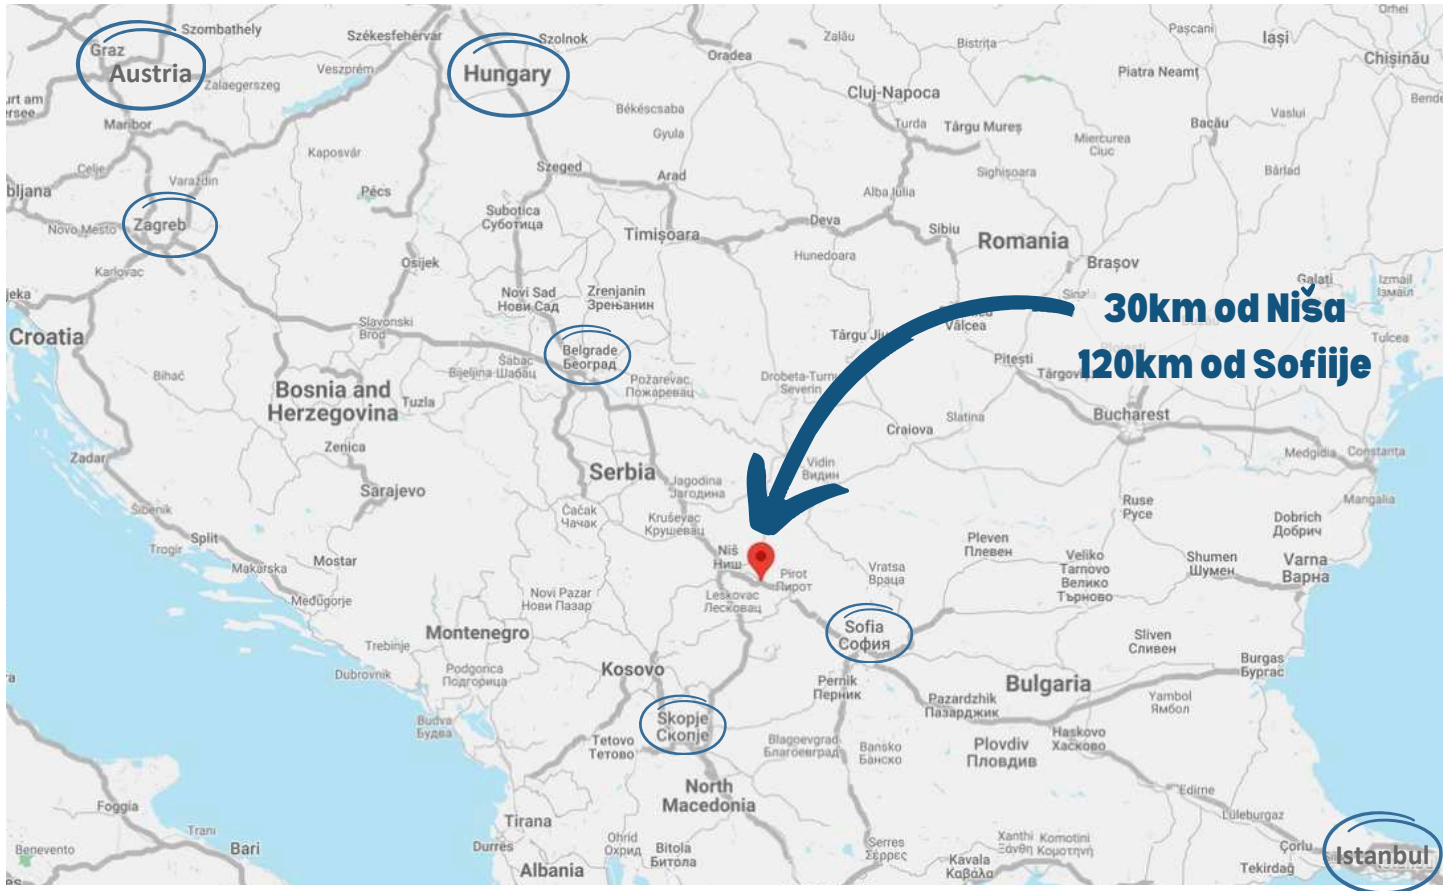 Orhei
Szombathely
Székesfehérvár
Szolnok
Zalău
Bistrița
Pașcani
Iași
Graz
Austria
Hungary
Oradea
Chișinău
Veszprém
Zalaegerszeg
Piatra Neamț
Cluj-Napoca
Békéscsaba
Turda
Târgu Mureș
Bacău
Vaslui
Maribor
Gyula
Miercurea
Ciuc
Kaposvár
Celje
Varaždin
Szeged
Arad
Sighișoara
Bârlad
Pécs
Alba Iulia
Novo Mesto
Zagreb
Subotica
Суботица
Timișoara
Deva
Sibiu
Romania
Hunedoara
Brașov
Karlovac
Osijek
Galați
Izmail
Ізмаїл
Novi Sad
Нови Сад
Zrenjanin
Зрењанин
30km od Niša
Croatia
Slavonski
Brod
Vâlcea
Târgu Jiu
Tulcea
Belgrade
Београд
Šabac
Шабац
Bijeljina
120km od Sofiije
Pitești
Bihać
Požarevac
Пожаревац
Drobeta-Turnu
Severin
Bosnia and
Herzegovina
Tuzla
Slatina
Craiova
Bucharest
Zenica
Zadar
Medgidia
Constanța
Serbia
Vidin
Видин
Jagodina
Јагодина
Sarajevo
Mangalia
Šibenik
Čačak
Чачак
Kruševac
Крушевац
Ruse
Русе
Dobrich
Добрич
Split
Trogir
Mostar
Makarska
Niš
Ниш
Pirot
Пирот
Pleven
Плевен
Vratsa
Враца
Veliko
Tarnovo
Велико
Търново
Shumen
Шумен
Varna
Варна
Međugorje
Novi Pazar
Нови Пазар
Leskovac
Лесковац
Montenegro
Trebinje
Sofia
София
Sliven
Сливен
Dubrovnik
Podgorica
Подгорица
Kosovo
Pernik
Перник
Bulgaria
Burgas
Бургас
Pazardzhik
Пазарджик
Yambol
Ямбол
Budva
Будва
Skopje
Скопје
Tetovo
Тетово
Blagoevgrad
Благоевград
Bansko
Банско
Plovdiv
Пловдив
Haskovo
Хасково
North
Macedonia
Edirne
Foggia
Lüleburgaz
Tirana
Trani
Bari
Benevento
Durrës
Ohrid
Охрид
Bitola
Битола
Serres
Σέρρες
Xanthi
Ξάνθη
Komotini
Κομοτηνή
Kavala
Καβάλα
Çorlu
Istanbul
Tekirdağ
Albania